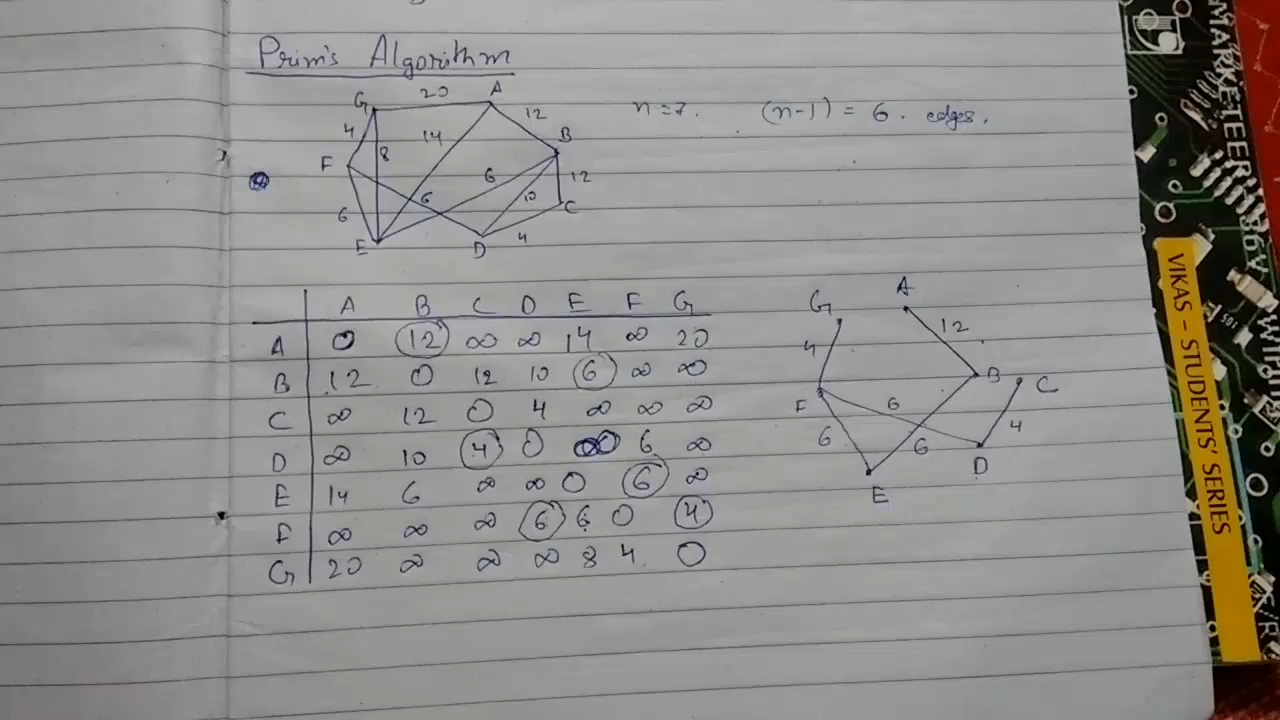 Prim's Algorithm
n=7. (n-1) = 6. edges.
G 20 A
4 14 12
F 8 B
6 6 12
6 10 C
E D 4
A B C D E F G
A 0 12 ∞ ∞ 14 ∞ 20
B 12 0 12 10 6 ∞ ∞
C ∞ 12 0 4 ∞ ∞ ∞
D ∞ 10 4 0 ∞ 6 ∞
E 14 6 ∞ ∞ 0 6 ∞
F ∞ ∞ ∞ 6 6 0 4
G 20 ∞ ∞ ∞ 8 4 0
G A
4 12
B C
F 6 4
6 6 D
E
MARKETEER
VIKAS – STUDENTS' SERIES